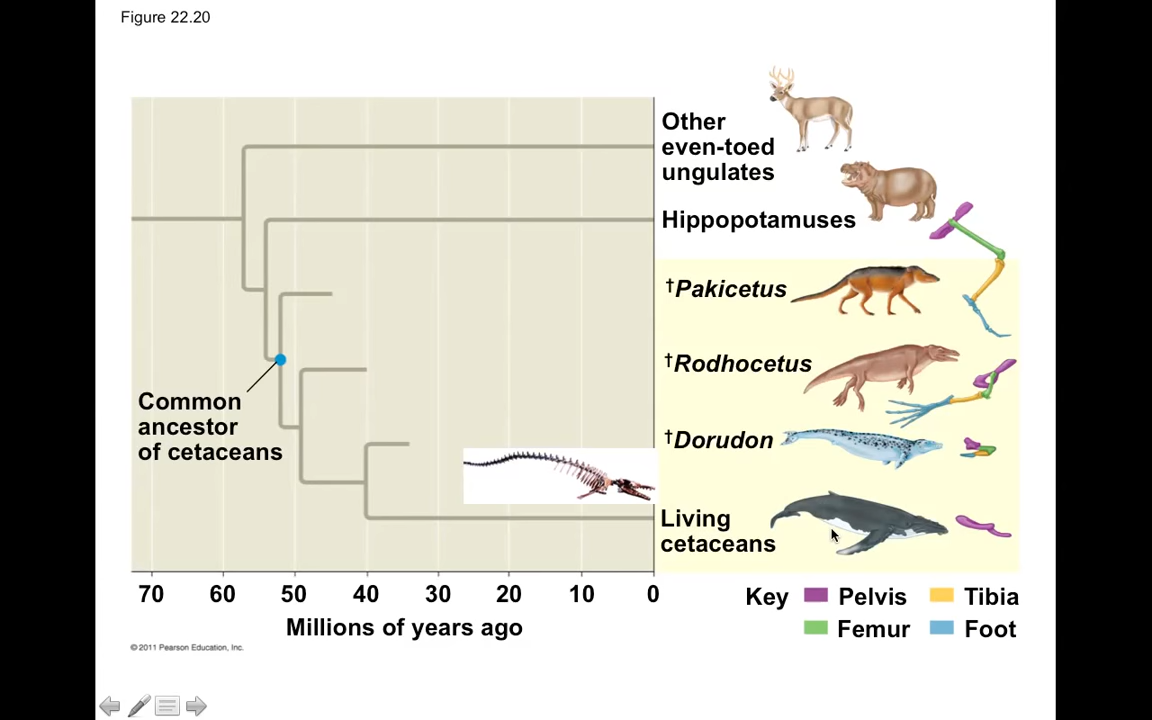 Figure 22.20
Other
even-toed
ungulates
Hippopotamuses
†Pakicetus
†Rodhocetus
Common
ancestor
of cetaceans
†Dorudon
Living
cetaceans
70 60 50 40 30 20 10 0
Millions of years ago
Key Pelvis Tibia
Femur Foot
© 2011 Pearson Education, Inc.